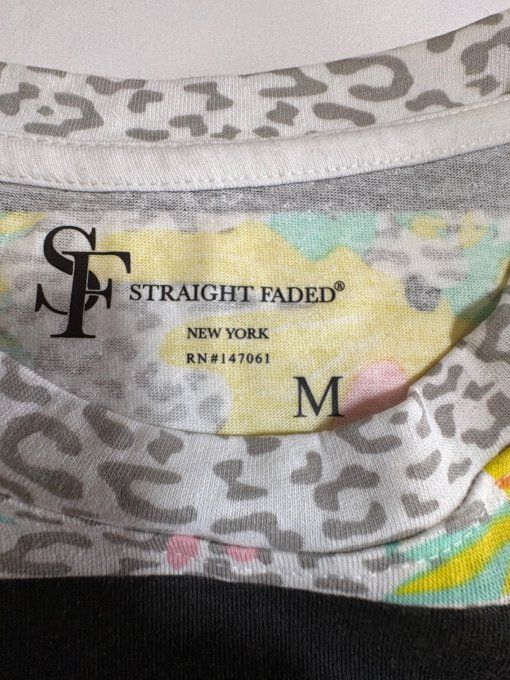 SF STRAIGHT FADED®
NEW YORK
RN#147061
M